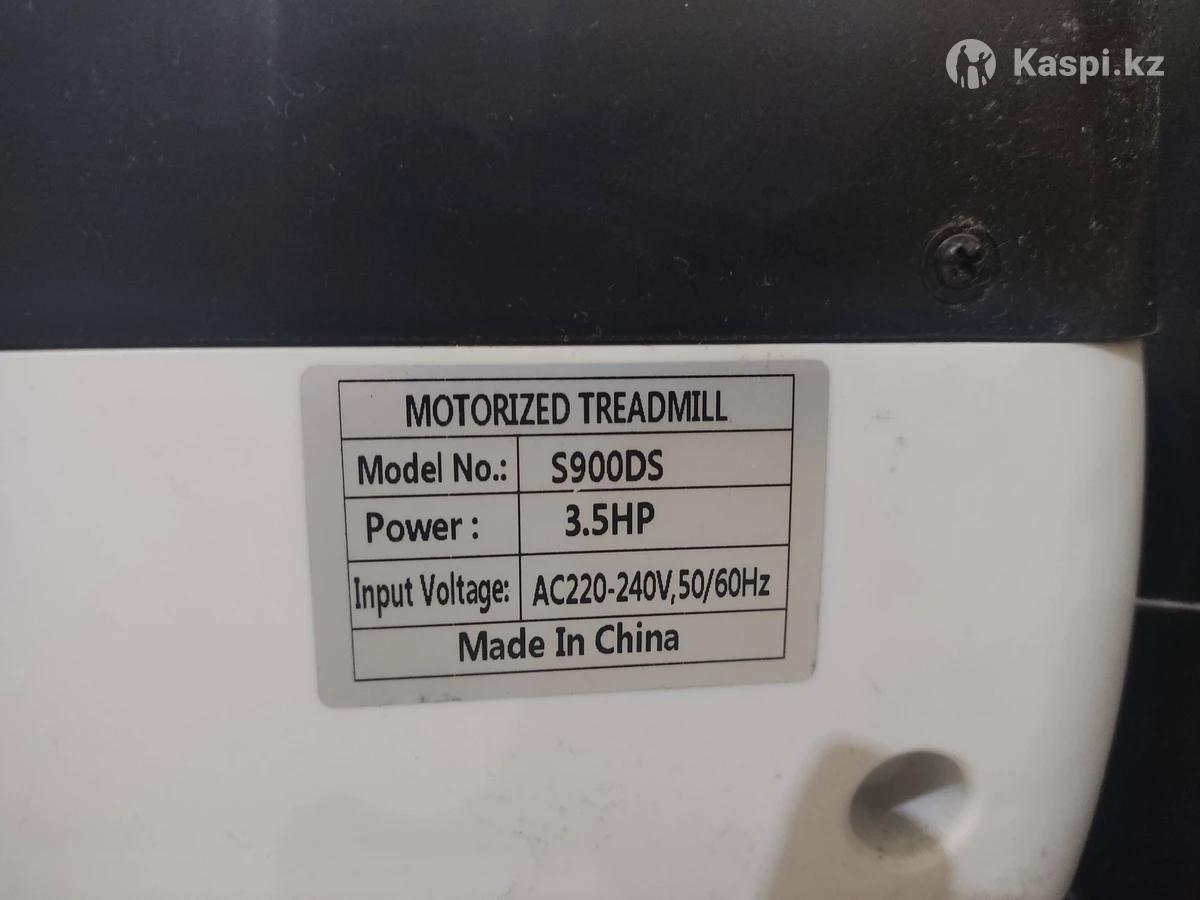 Kaspi.kz
MOTORIZED TREADMILL
Model No.: S900DS
Power : 3.5HP
Input Voltage: AC220-240V,50/60Hz
Made In China